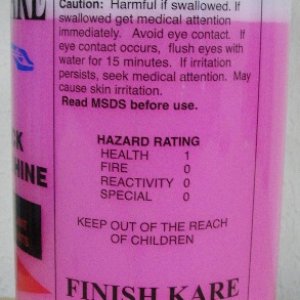 Caution: Harmful if swallowed. If
swallowed get medical attention
immediately. Avoid eye contact. If
eye contact occurs, flush eyes with
water for 15 minutes. If irritation
persists, seek medical attention. May
cause skin irritation.
Read MSDS before use.
HAZARD RATING
HEALTH 1
FIRE 0
REACTIVITY 0
SPECIAL 0
KEEP OUT OF THE REACH
OF CHILDREN
FINISH KARE